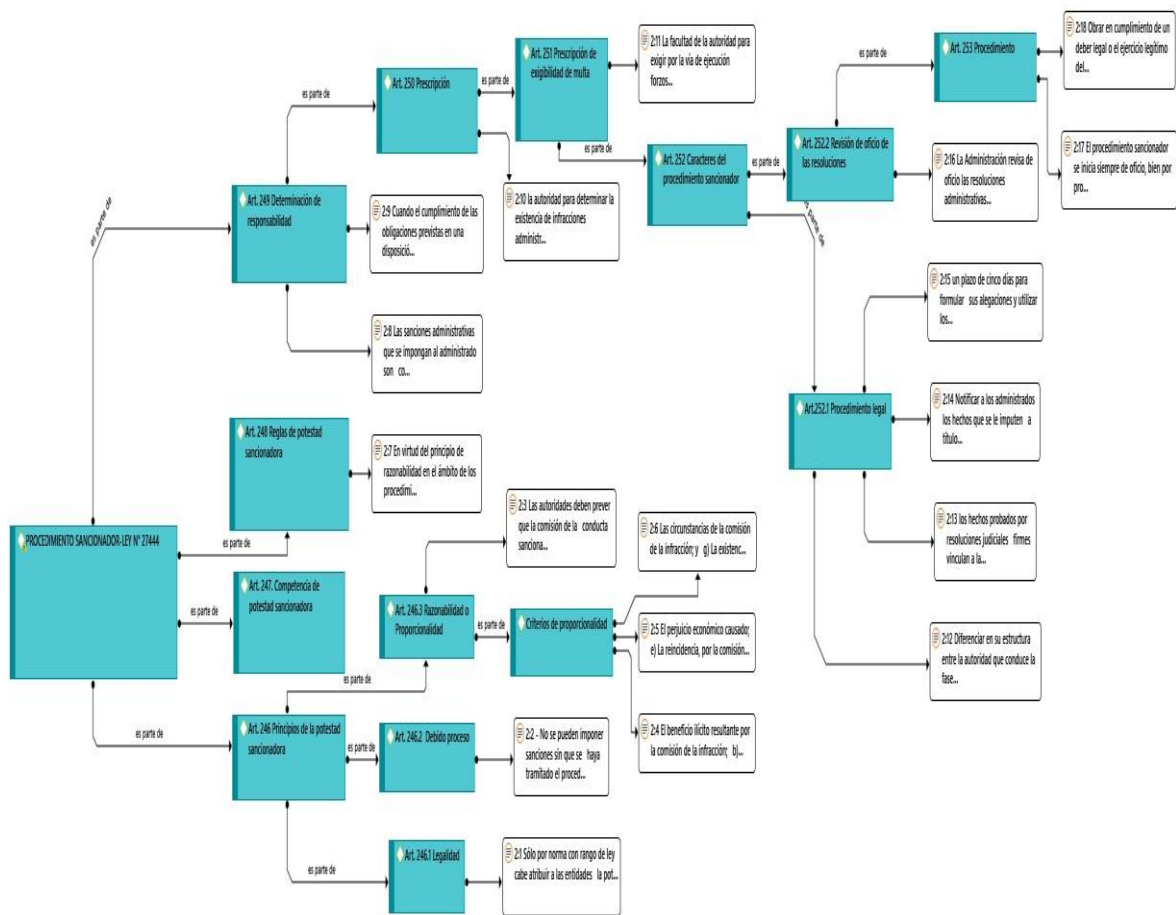 PROCEDIMIENTO SANCIONADOR-LEY N° 27444
es parte de
es parte de
es parte de
es parte de
Art. 249 Determinación de
responsabilidad
es parte de
2:9 Cuando el cumplimiento de las
obligaciones previstas en una
disposició...
2:8 Las sanciones administrativas
que se impongan al administrado
son co...
Art. 250 Prescripción
es parte de
2:10 la autoridad para determinar la
existencia de infracciones
administr...
Art. 251 Prescripción de
exigibilidad de multa
es parte de
2:11 La facultad de la autoridad para
exigir por la vía de ejecución
forzos...
Art. 252 Caracteres del
procedimiento sancionador
es parte de
es parte de
Art. 252.2 Revisión de oficio de
las resoluciones
es parte de
2:16 La Administración revisa de
oficio las resoluciones
administrativas...
Art. 253 Procedimiento
2:18 Obrar en cumplimiento de un
deber legal o el ejercicio legítimo
del...
2:17 El procedimiento sancionador
se inicia siempre de oficio, bien por
pro...
Art.252.1 Procedimiento legal
2:15 un plazo de cinco días para
formular sus alegaciones y utilizar
los...
2:14 Notificar a los administrados
los hechos que se le imputen a
título...
2:13 los hechos probados por
resoluciones judiciales firmes
vinculan a la...
2:12 Diferenciar en su estructura
entre la autoridad que conduce la
fase...
Art. 248 Reglas de potestad
sancionadora
2:7 En virtud del principio de
razonabilidad en el ámbito de los
procedimi...
Art. 247. Competencia de
potestad sancionadora
Art. 246 Principios de la potestad
sancionadora
es parte de
es parte de
es parte de
Art. 246.3 Razonabilidad o
Proporcionalidad
es parte de
2:3 Las autoridades deben prever
que la comisión de la conducta
sanciona...
Criterios de proporcionalidad
2:6 Las circunstancias de la comisión
de la infracción; y g) La existenc...
2:5 El perjuicio económico causado;
e) La reincidencia, por la comisión...
2:4 El beneficio ilícito resultante por
la comisión de la infracción; b)...
Art. 246.2 Debido proceso
2:2 - No se pueden imponer
sanciones sin que se haya
tramitado el proced...
Art. 246.1 Legalidad
2:1 Sólo por norma con rango de ley
cabe atribuir a las entidades la pot...